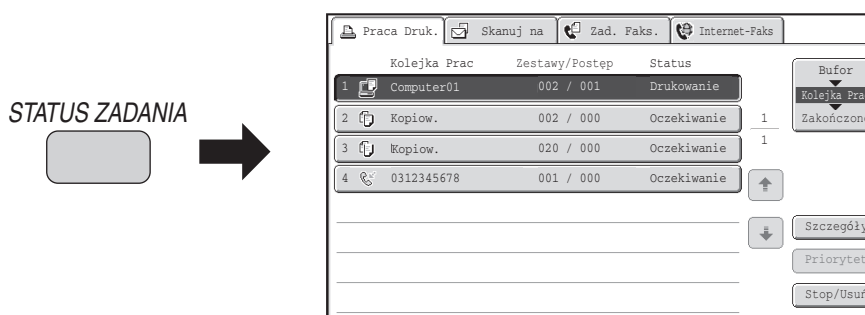 STATUS ZADANIA
Praca Druk. Skanuj na Zad. Faks. Internet-Faks
Kolejka Prac Zestawy/Postęp Status
1 Computer01 002 / 001 Drukowanie
2 Kopiow. 002 / 000 Oczekiwanie
3 Kopiow. 020 / 000 Oczekiwanie
4 0312345678 001 / 000 Oczekiwanie
1
1
Bufor
Kolejka Prac
Zakończono
Szczegóły
Priorytet
Stop/Usuń